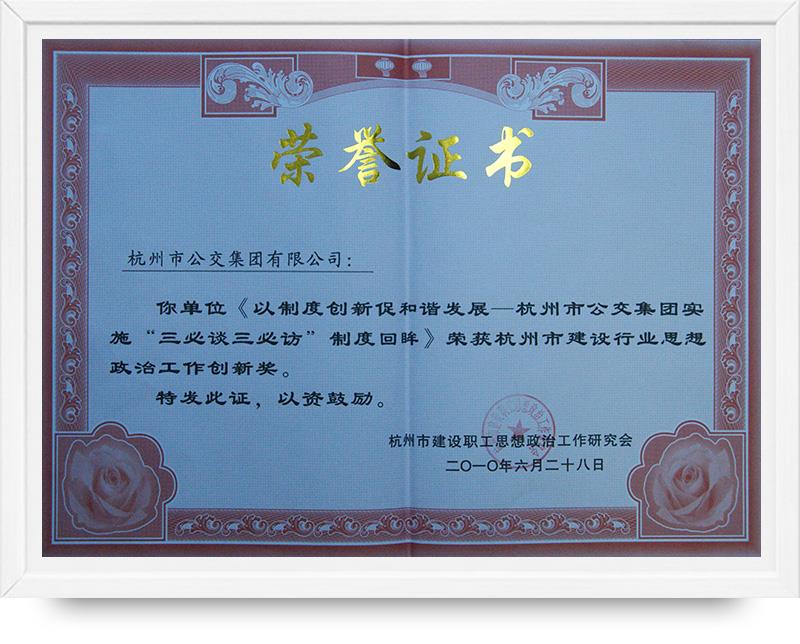 荣誉证书
杭州市公交集团有限公司：
你单位《以制度创新促和谐发展—杭州市公交集团实
施“三必谈三必访”制度回眸》荣获杭州市建设行业思想
政治工作创新奖。
特发此证，以资鼓励。
杭州市建设职工思想政治工作研究会
二〇一〇年六月二十八日